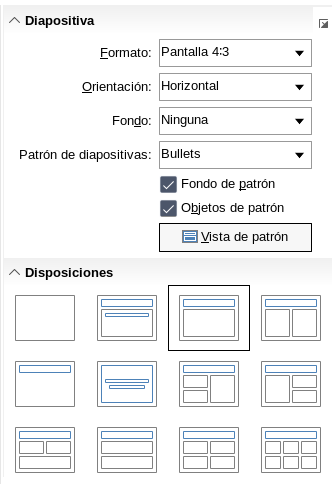 Diapositiva
Formato: Pantalla 4:3
Orientación: Horizontal
Fondo: Ninguna
Patrón de diapositivas: Bullets
Fondo de patrón
Objetos de patrón
Vista de patrón
Disposiciones